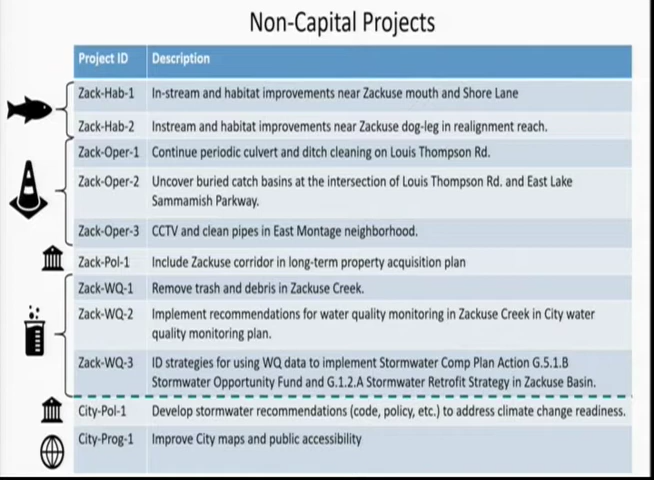 Non-Capital Projects
Project ID Description
Zack-Hab-1 In-stream and habitat improvements near Zackuse mouth and Shore Lane
Zack-Hab-2 Instream and habitat improvements near Zackuse dog-leg in realignment reach.
Zack-Oper-1 Continue periodic culvert and ditch cleaning on Louis Thompson Rd.
Zack-Oper-2 Uncover buried catch basins at the intersection of Louis Thompson Rd. and East Lake
Sammamish Parkway.
Zack-Oper-3 CCTV and clean pipes in East Montage neighborhood.
Zack-Pol-1 Include Zackuse corridor in long-term property acquisition plan
Zack-WQ-1 Remove trash and debris in Zackuse Creek.
Zack-WQ-2 Implement recommendations for water quality monitoring in Zackuse Creek in City water
quality monitoring plan.
Zack-WQ-3 ID strategies for using WQ data to implement Stormwater Comp Plan Action G.5.1.B
Stormwater Opportunity Fund and G.1.2.A Stormwater Retrofit Strategy in Zackuse Basin.
City-Pol-1 Develop stormwater recommendations (code, policy, etc.) to address climate change readiness.
City-Prog-1 Improve City maps and public accessibility